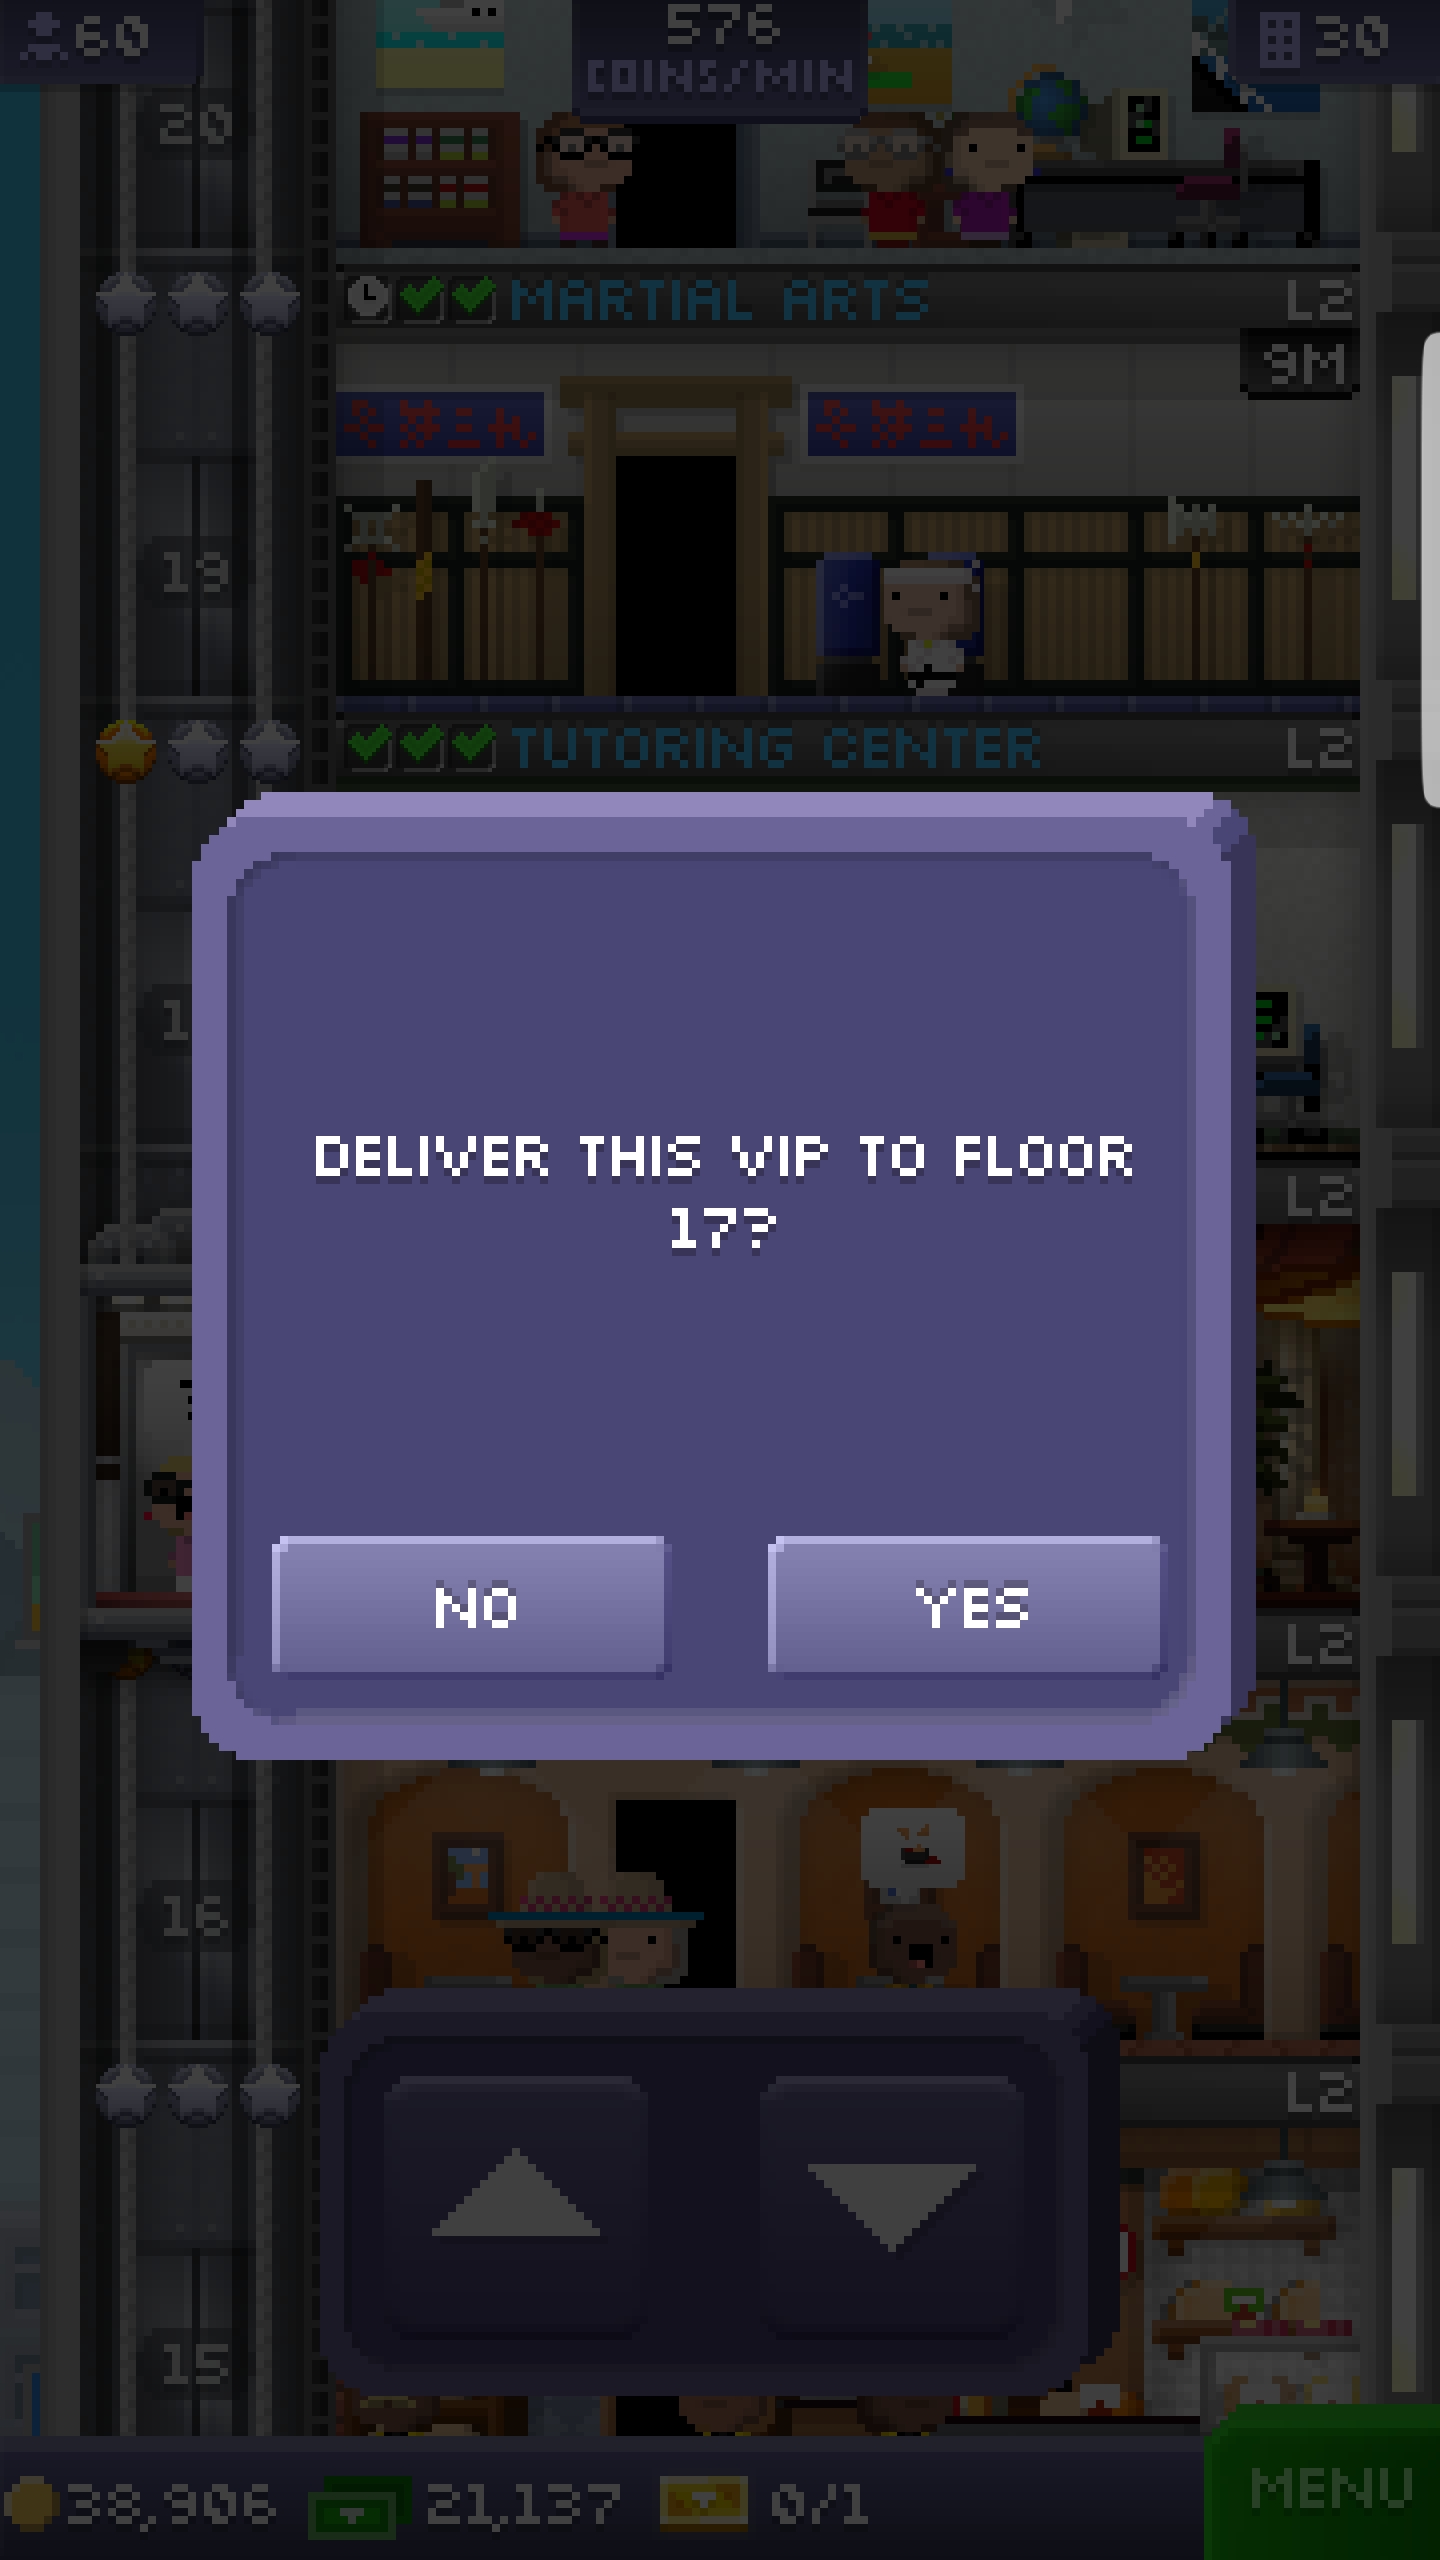 60
576
COINS/MIN
30
20
MARTIAL ARTS L2
9M
19
TUTORING CENTER L2
1
L2
DELIVER THIS VIP TO FLOOR
17?
NO YES
L2
16
L2
15
38,906 21,137 0/1
MENU